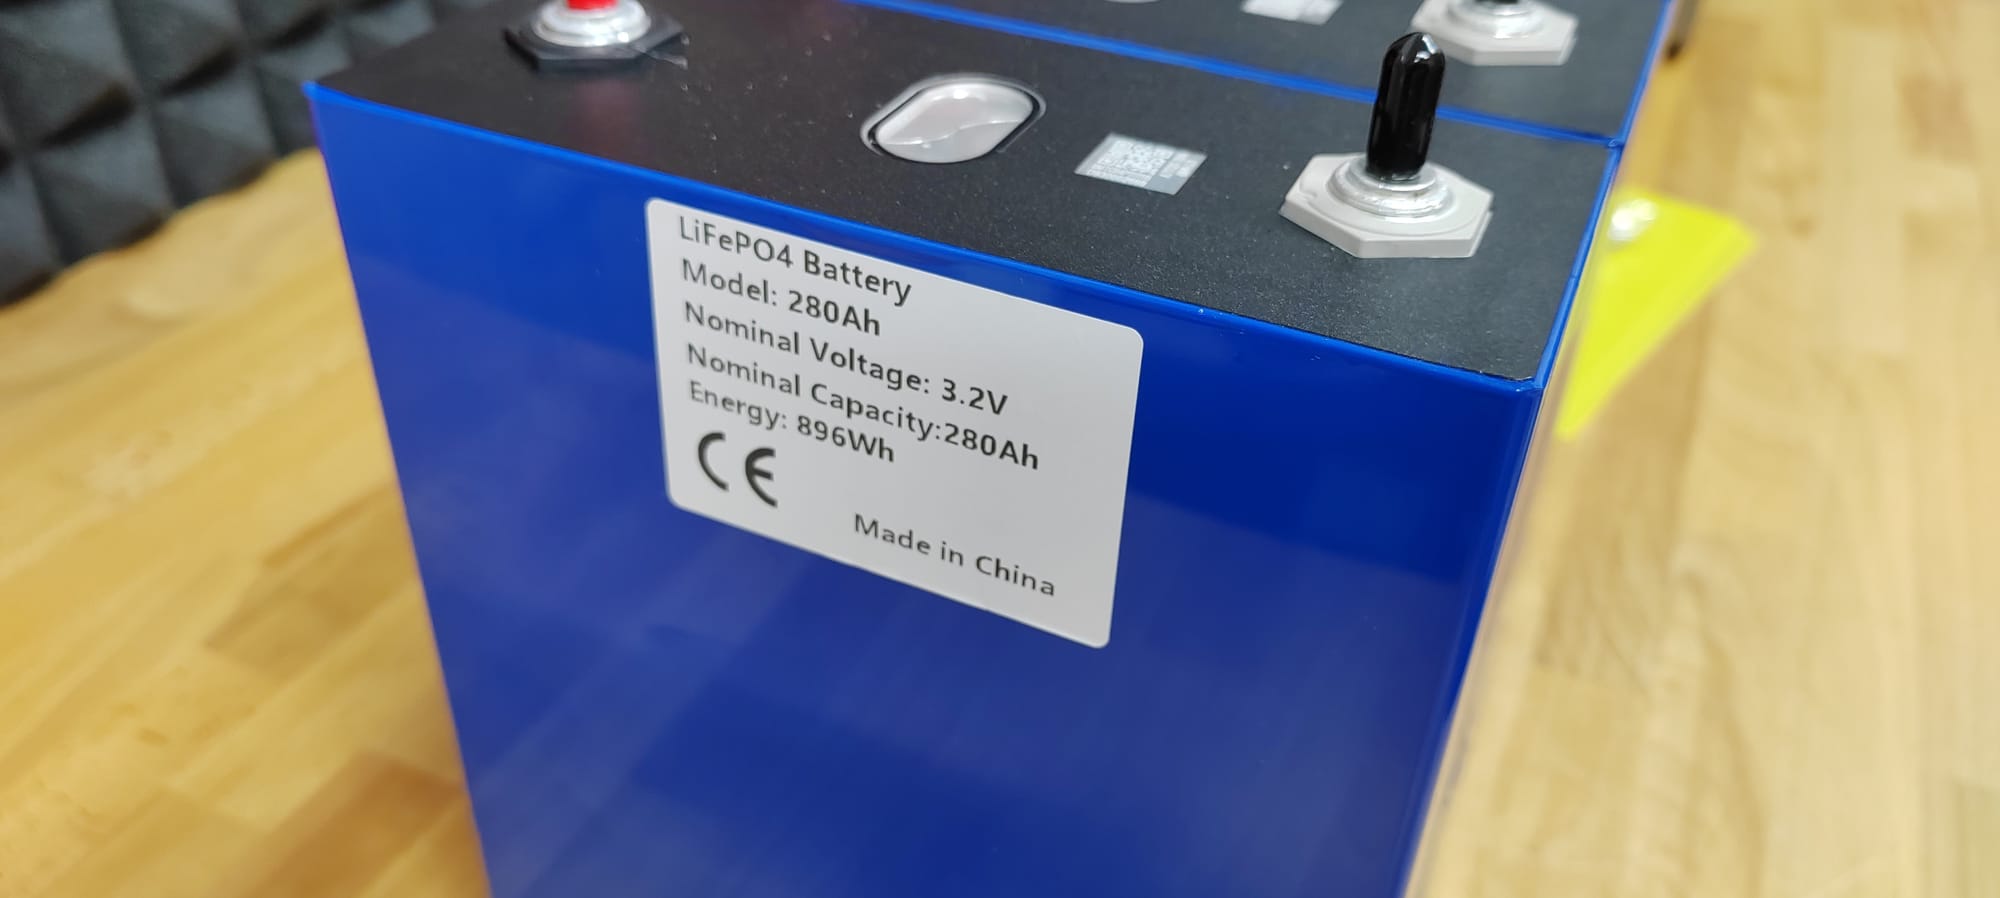 LiFePO4 Battery
Model: 280Ah
Nominal Voltage: 3.2V
Nominal Capacity:280Ah
Energy: 896Wh
CE
Made in China